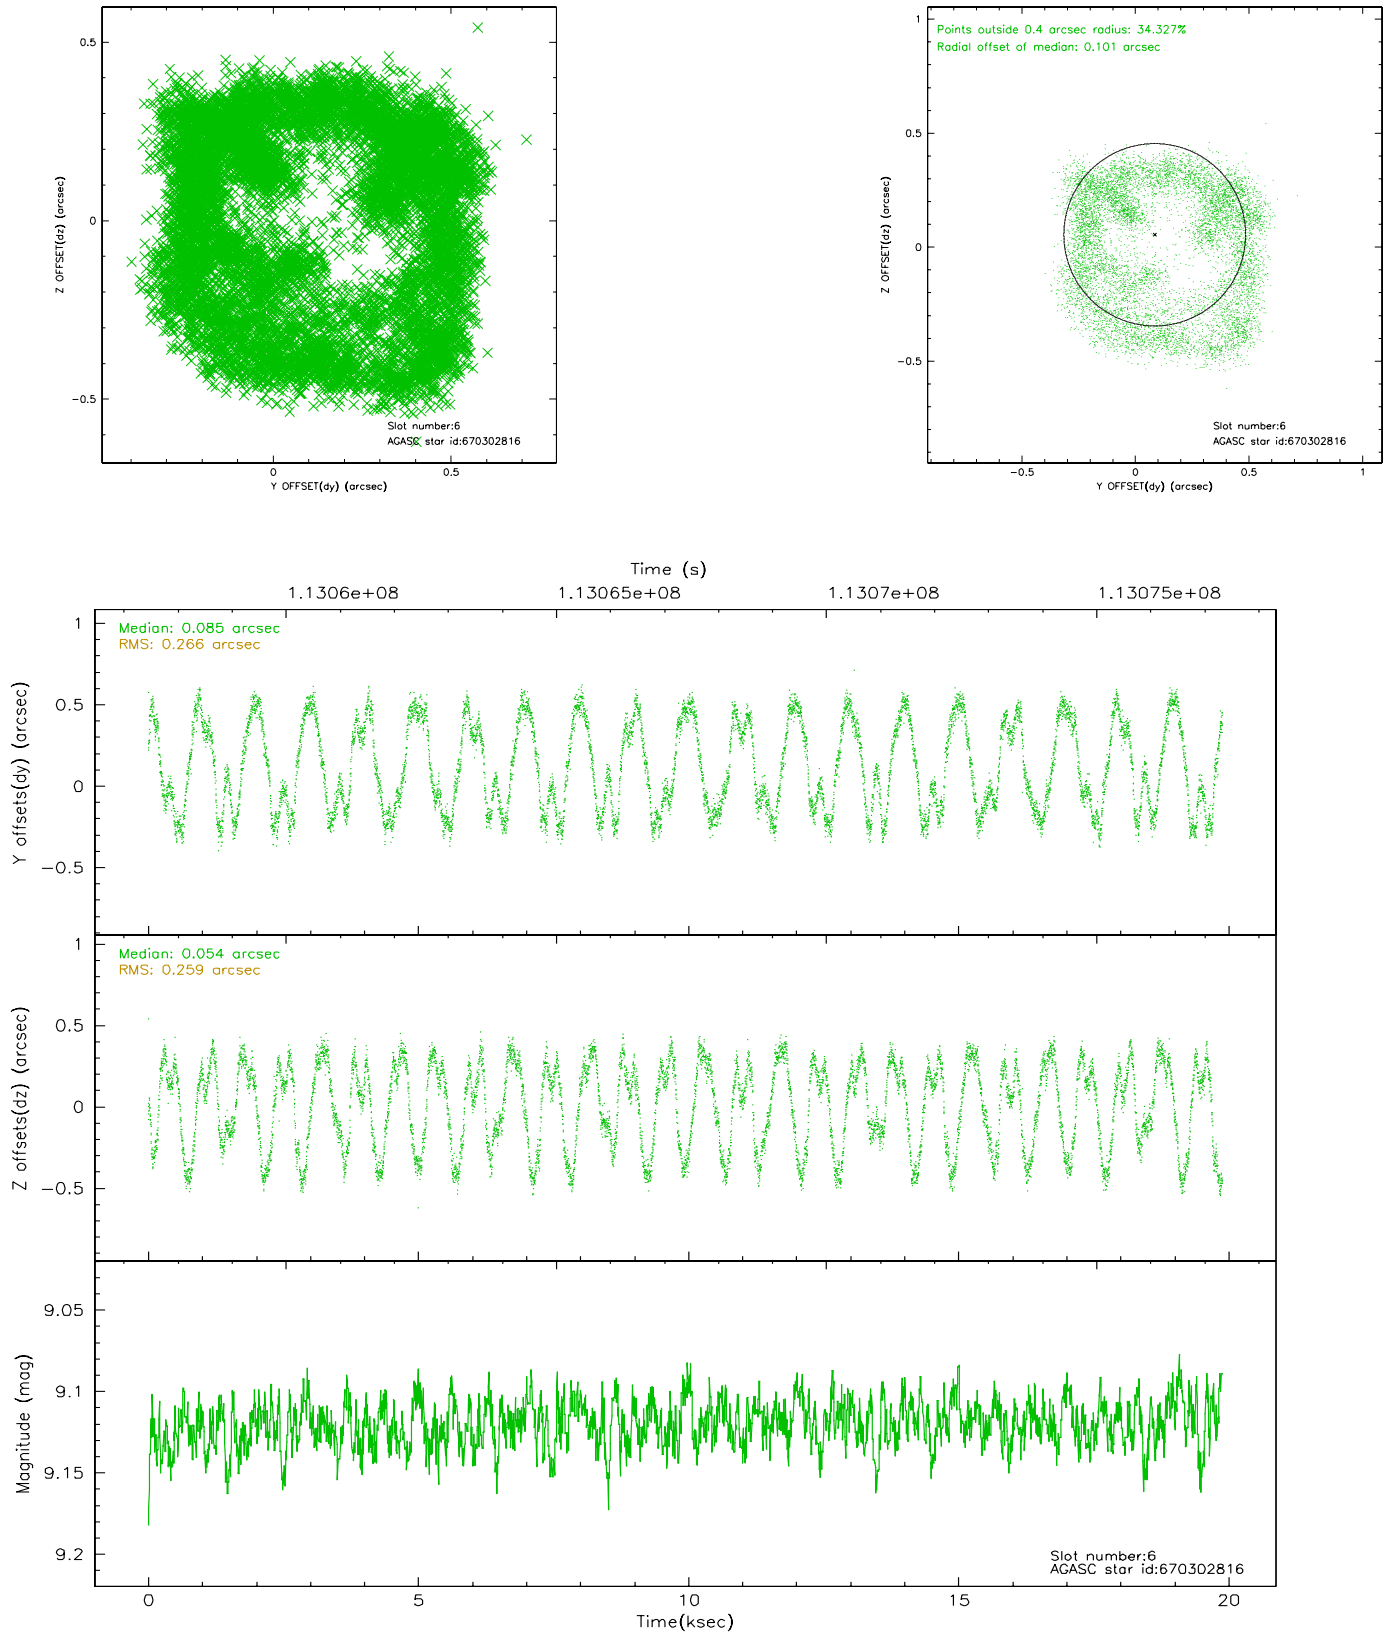 0.5
0
-0.5
Z OFFSET(dz) (arcsec)
Slot number:6
AGASC star id:670302816
0
0.5
Y OFFSET(dy) (arcsec)
Points outside 0.4 arcsec radius: 34.327%
Radial offset of median: 0.101 arcsec
1
0.5
0
-0.5
Z OFFSET(dz) (arcsec)
Slot number:6
AGASC star id:670302816
-0.5
0
0.5
1
Y OFFSET(dy) (arcsec)
Time (s)
1.1306e+08
1.13065e+08
1.1307e+08
1.13075e+08
Median: 0.085 arcsec
RMS: 0.266 arcsec
1
0.5
0
-0.5
Y offsets(dy) (arcsec)
Median: 0.054 arcsec
RMS: 0.259 arcsec
1
0.5
0
-0.5
Z offsets(dz) (arcsec)
9.05
9.1
9.15
9.2
Magnitude (mag)
Slot number:6
AGASC star id:670302816
0
5
10
15
20
Time(ksec)